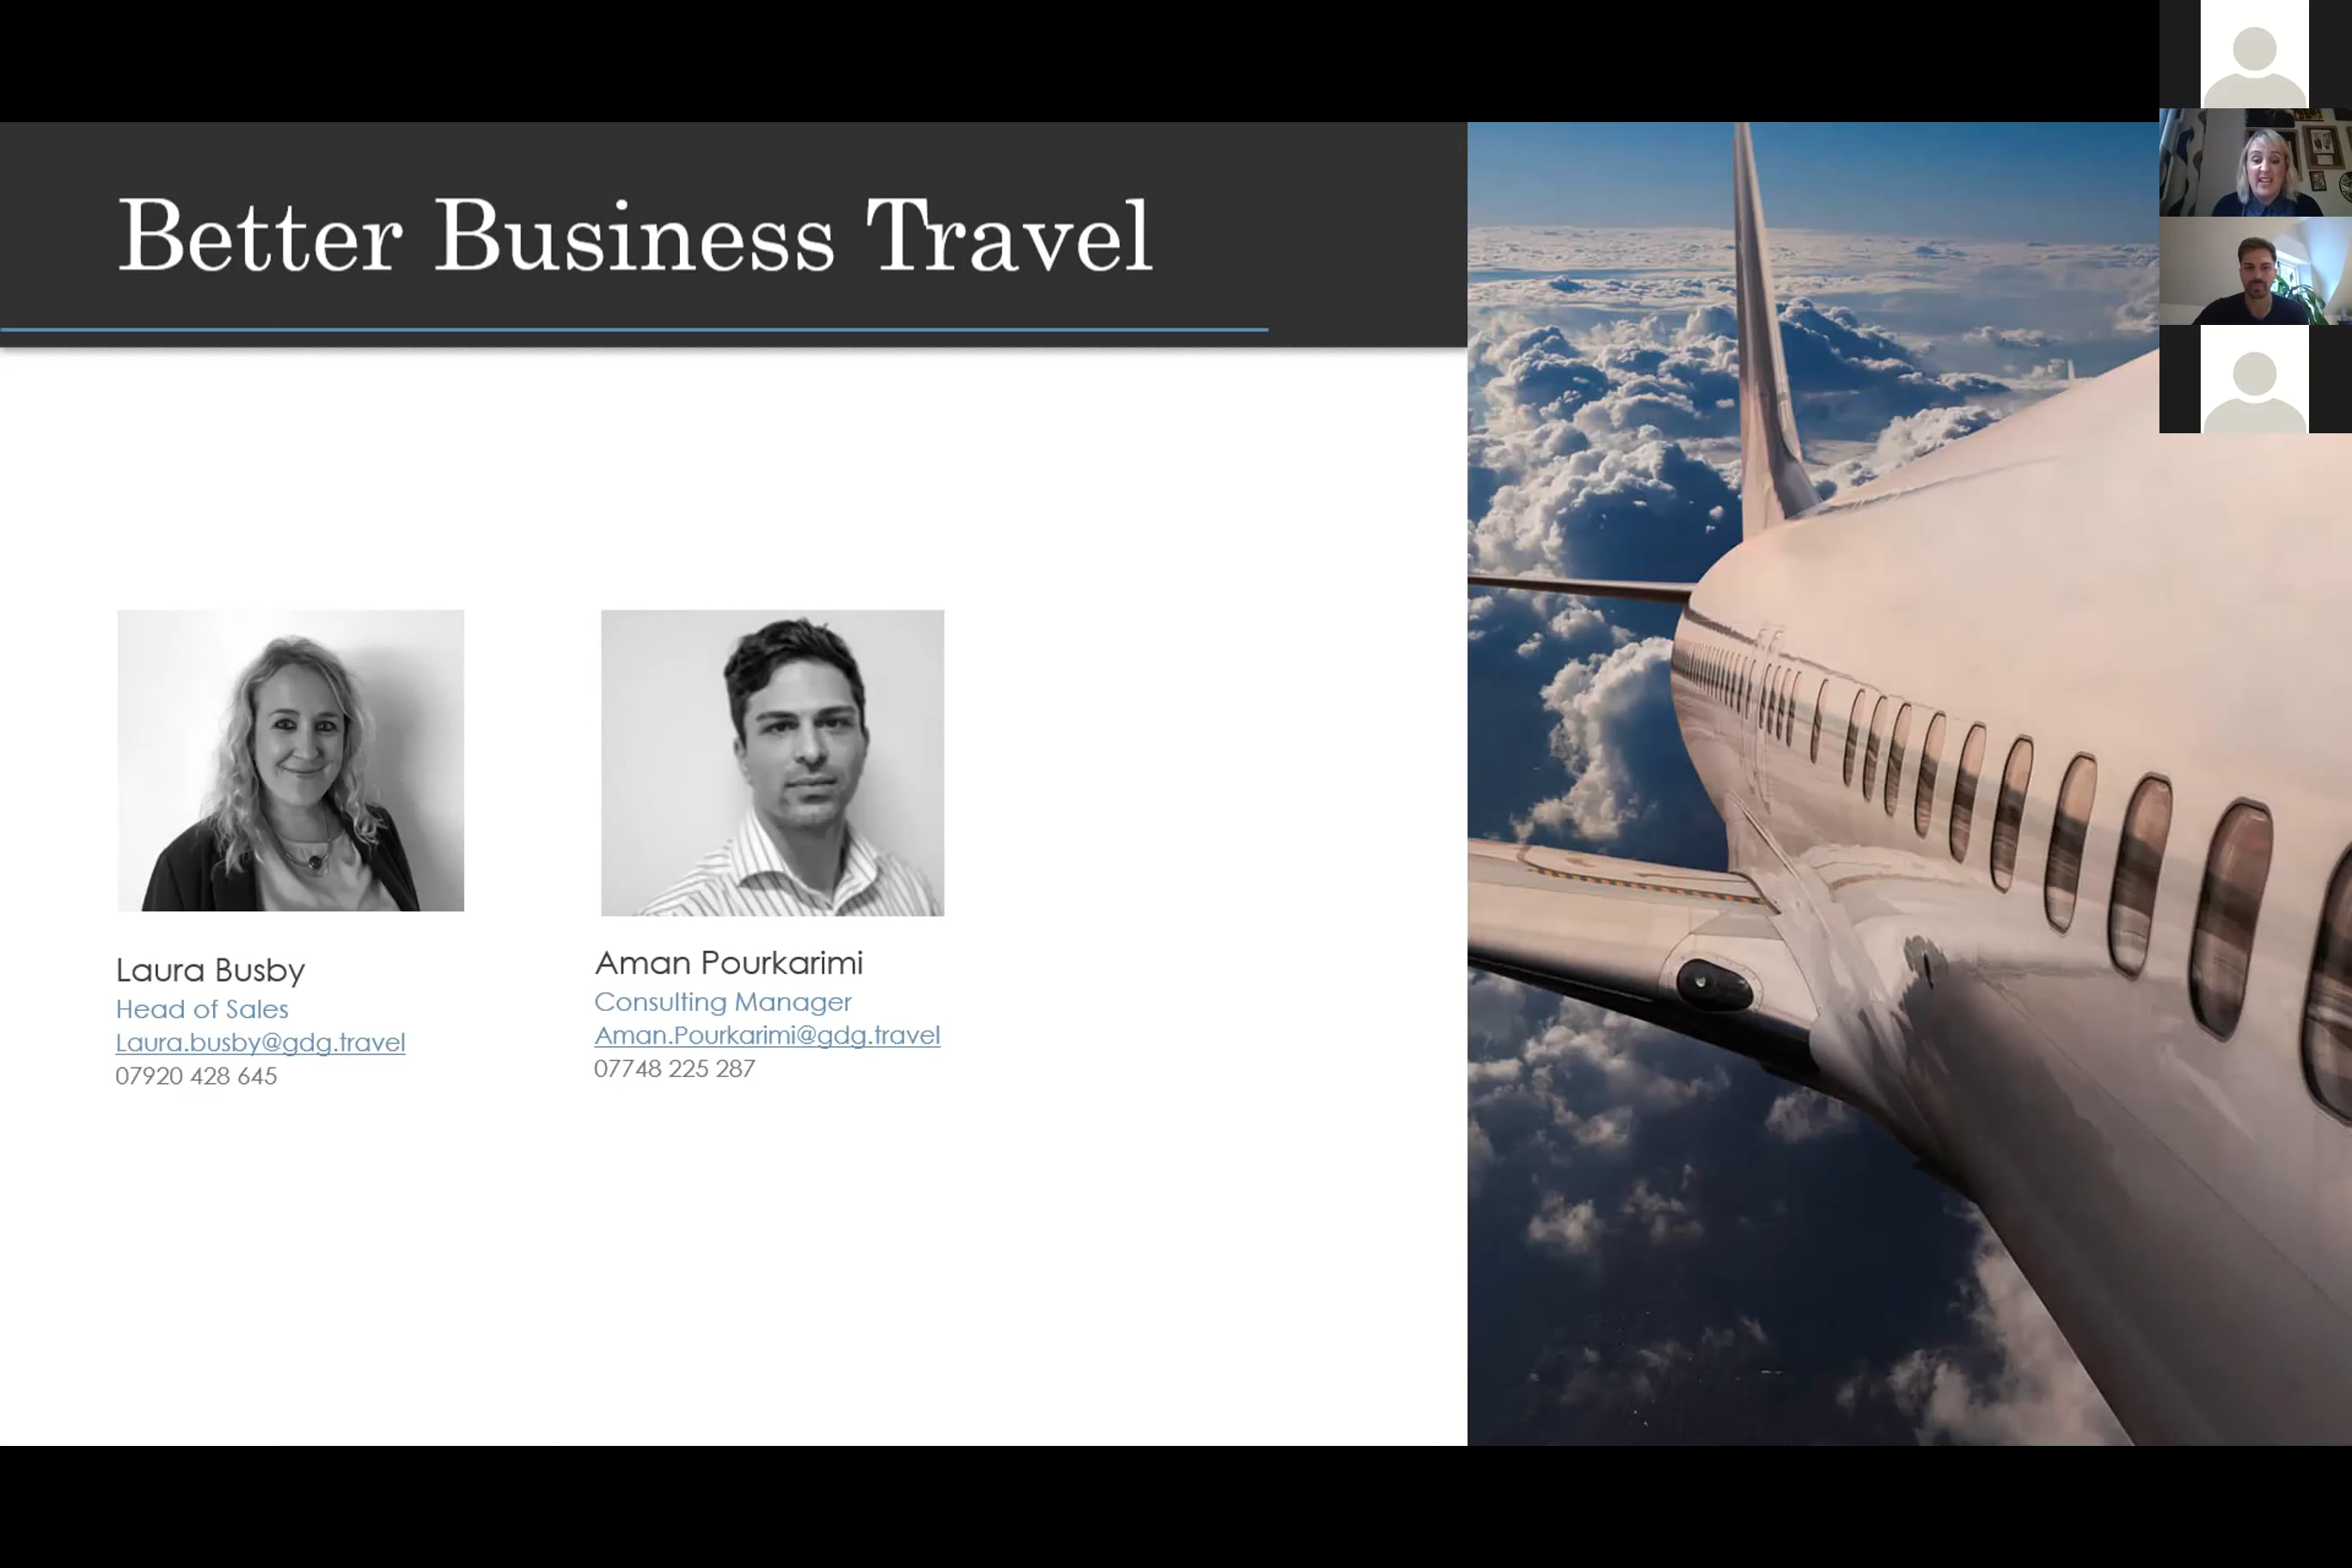 Better Business Travel
Laura Busby
Head of Sales
Laura.busby@gdg.travel
07920 428 645
Aman Pourkarimi
Consulting Manager
Aman.Pourkarimi@gdg.travel
07748 225 287